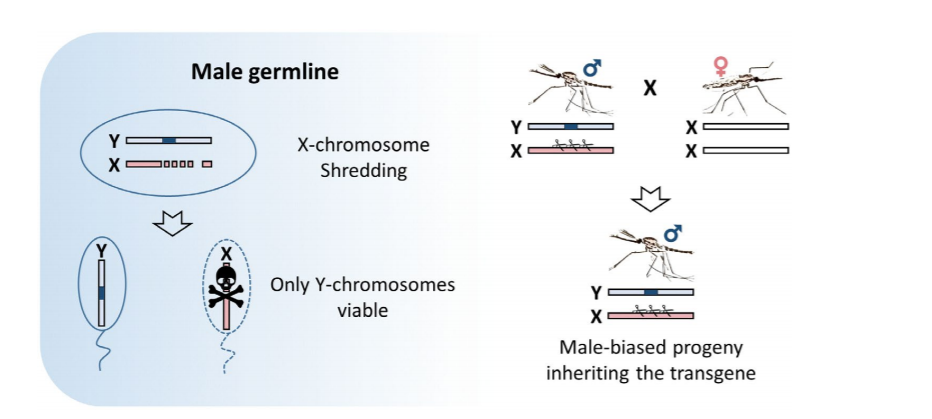 Male germline
Y
X
X-chromosome
Shredding
Y
X
Only Y-chromosomes
viable
♂
X
♀
Y
X
X
X
♂
Y
X
Male-biased progeny
inheriting the transgene